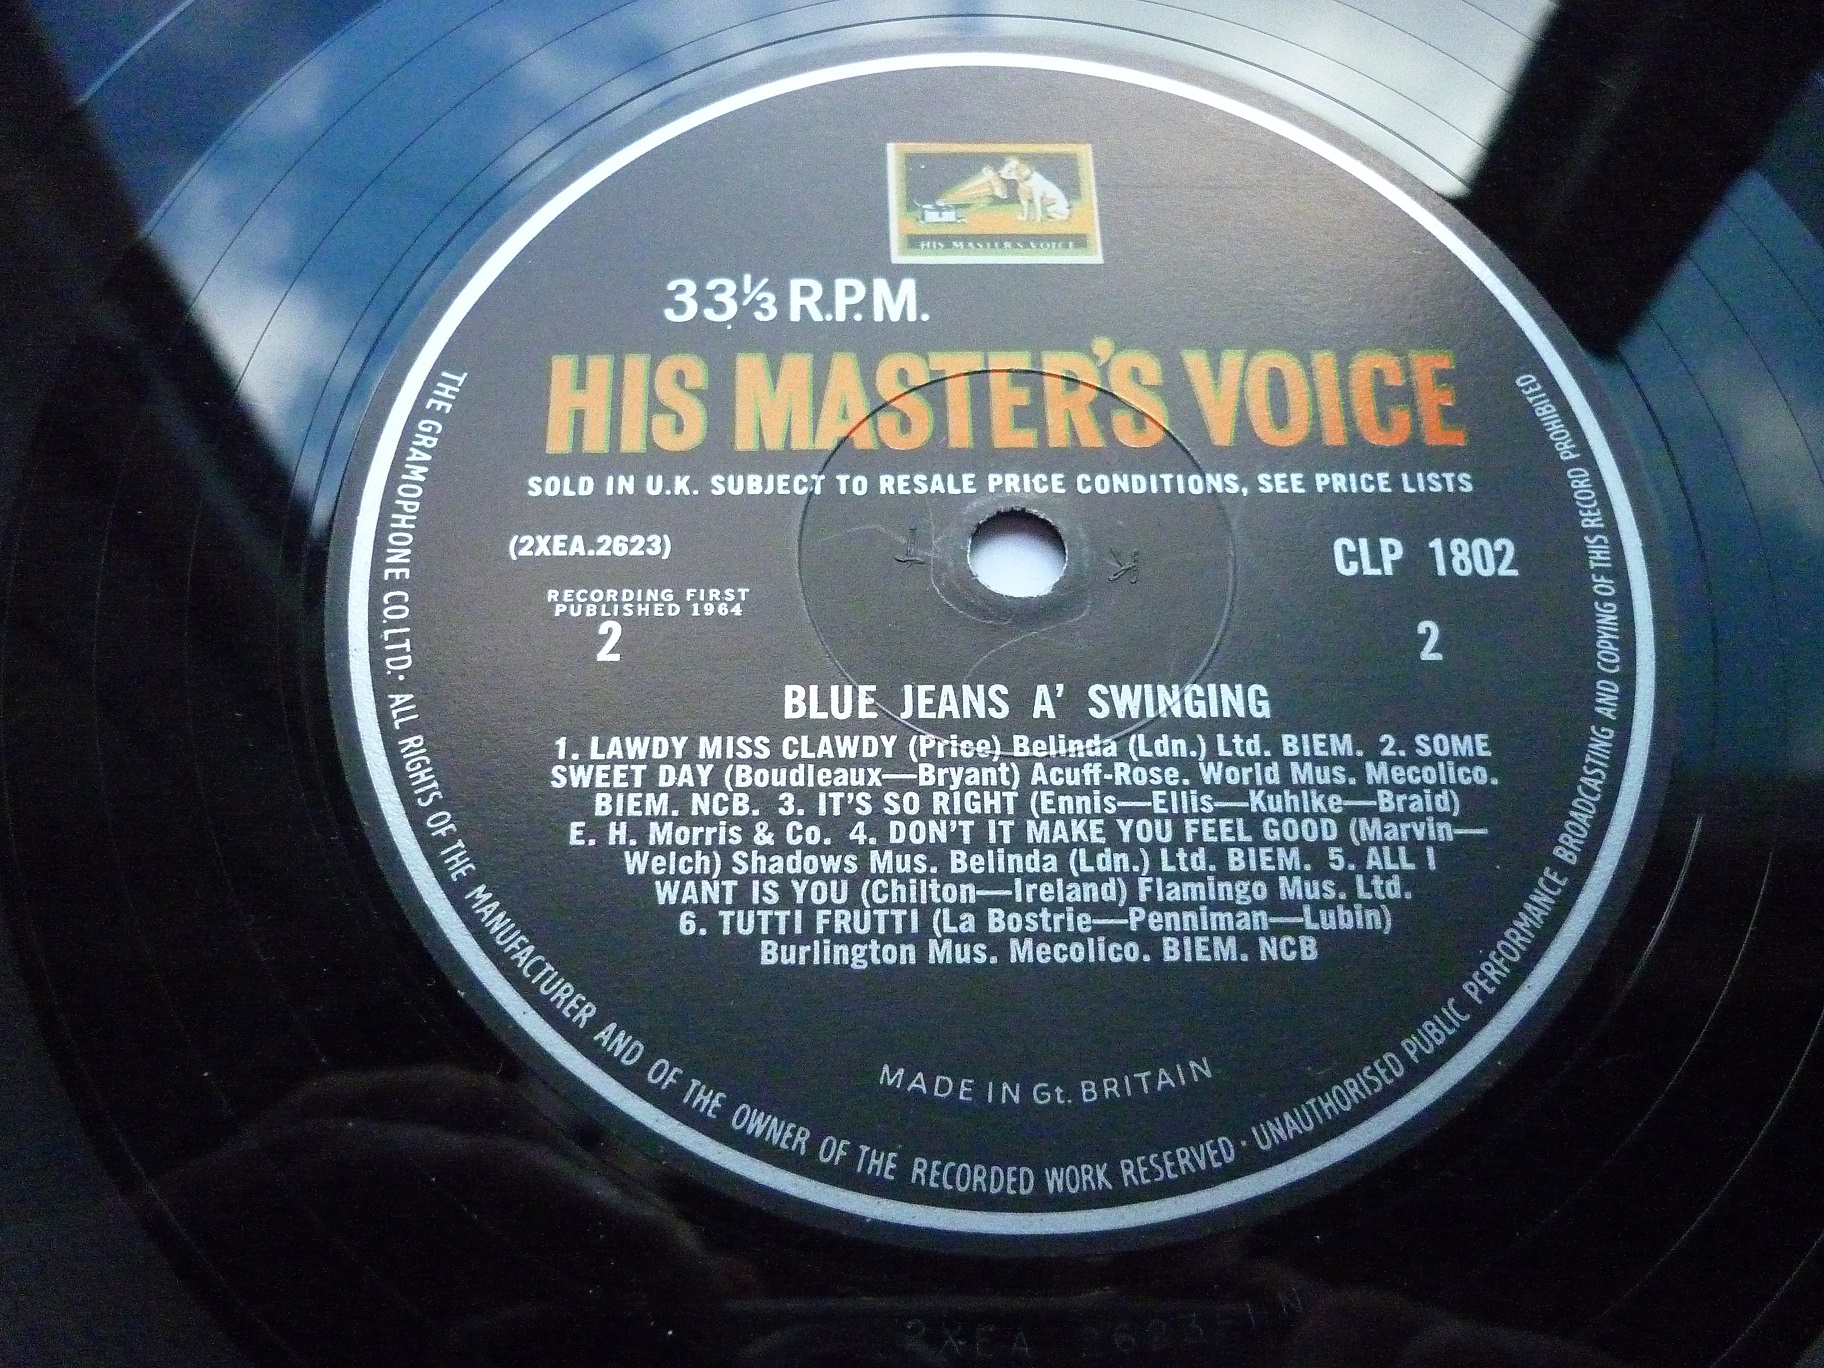 HIS MASTER'S VOICE
33⅓ R.P.M.
HIS MASTER'S VOICE
SOLD IN U.K. SUBJECT TO RESALE PRICE CONDITIONS, SEE PRICE LISTS
(2XEA.2623)
CLP 1802
RECORDING FIRST
PUBLISHED 1964
2
2
T
K
BLUE JEANS A' SWINGING
1. LAWDY MISS CLAWDY (Price) Belinda (Ldn.) Ltd. BIEM. 2. SOME
SWEET DAY (Boudleaux—Bryant) Acuff-Rose. World Mus. Mecolico.
BIEM. NCB. 3. IT'S SO RIGHT (Ennis—Ellis—Kuhlke—Braid)
E. H. Morris & Co. 4. DON'T IT MAKE YOU FEEL GOOD (Marvin—
Welch) Shadows Mus. Belinda (Ldn.) Ltd. BIEM. 5. ALL I
WANT IS YOU (Chilton—Ireland) Flamingo Mus. Ltd.
6. TUTTI FRUTTI (La Bostrie—Penniman—Lubin)
Burlington Mus. Mecolico. BIEM. NCB
MADE IN Gt. BRITAIN
THE GRAMOPHONE CO. LTD. · ALL RIGHTS OF THE MANUFACTURER AND OF THE OWNER OF THE RECORDED WORK RESERVED · UNAUTHORISED PUBLIC PERFORMANCE BROADCASTING AND COPYING OF THIS RECORD PROHIBITED
2XEA 2623-1N